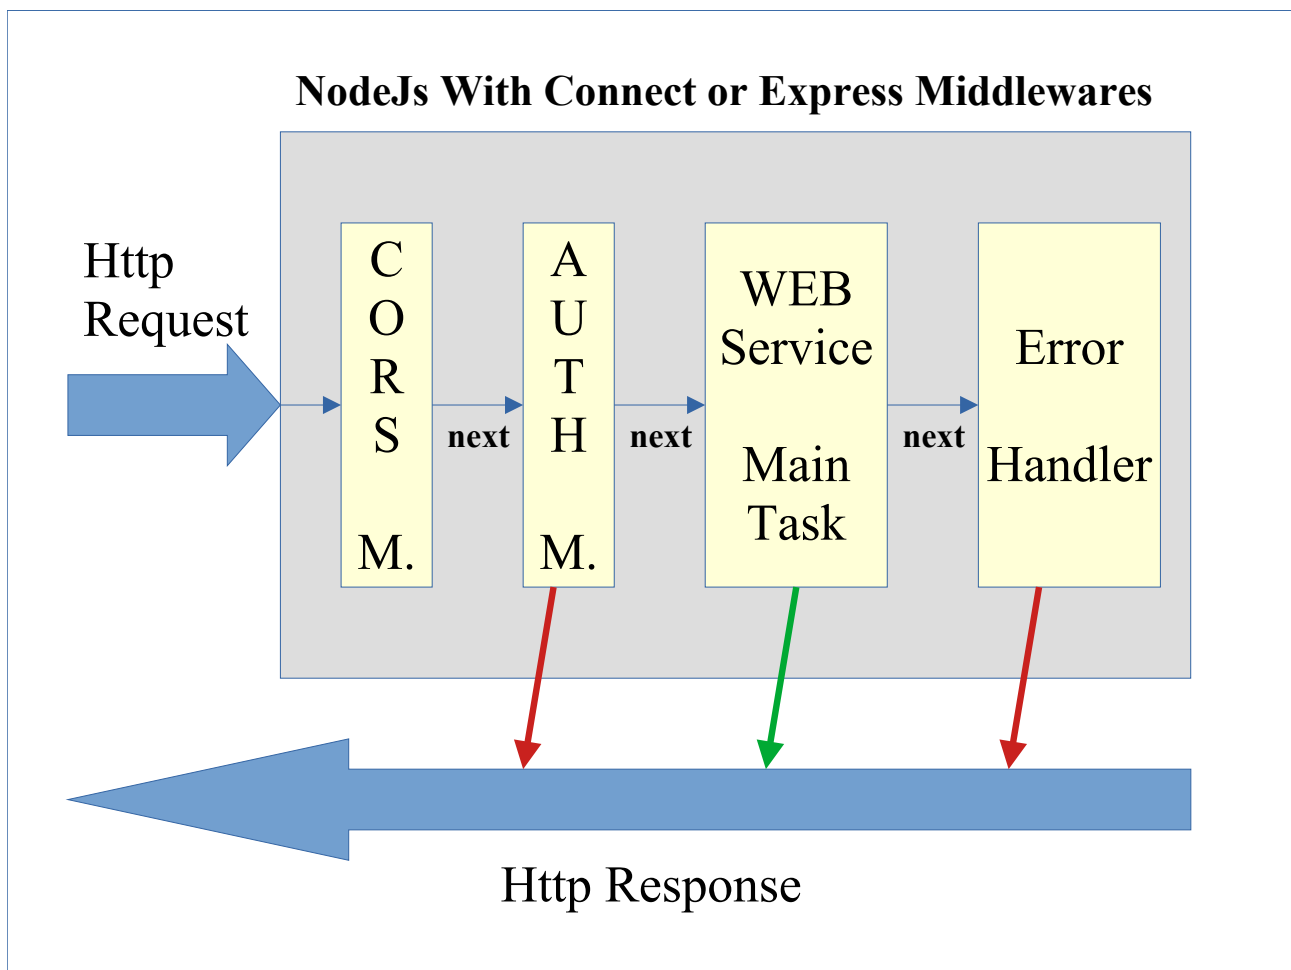 NodeJs With Connect or Express Middlewares
Http
Request
C
O
R
S
M.
next
A
U
T
H
M.
next
WEB
Service
Main
Task
next
Error
Handler
Http Response